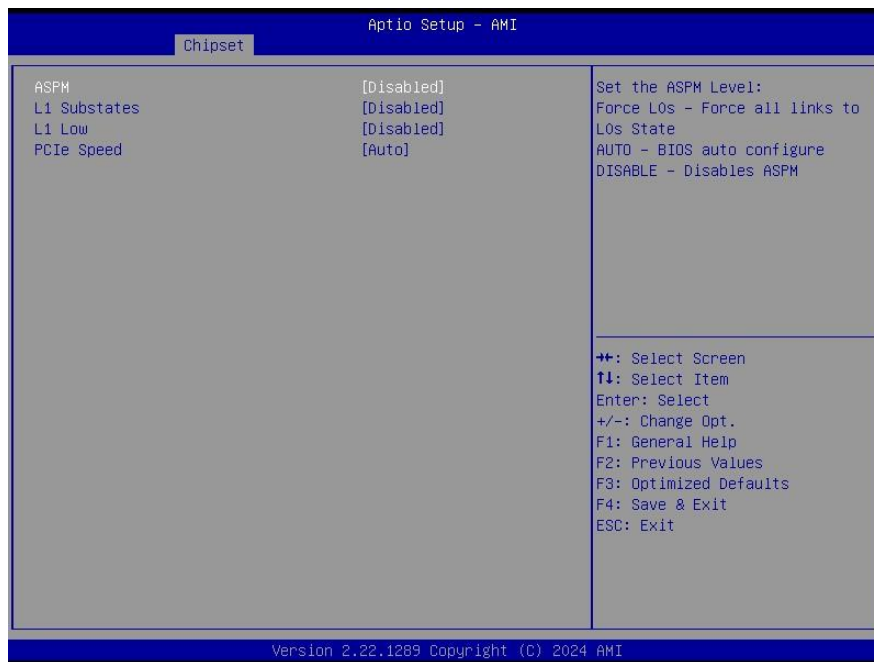 Aptio Setup – AMI
Chipset
ASPM [Disabled]
L1 Substates [Disabled]
L1 Low [Disabled]
PCIe Speed [Auto]
Set the ASPM Level:
Force L0s – Force all links to
L0s State
AUTO – BIOS auto configure
DISABLE – Disables ASPM
→←: Select Screen
↑↓: Select Item
Enter: Select
+/-: Change Opt.
F1: General Help
F2: Previous Values
F3: Optimized Defaults
F4: Save & Exit
ESC: Exit
Version 2.22.1289 Copyright (C) 2024 AMI